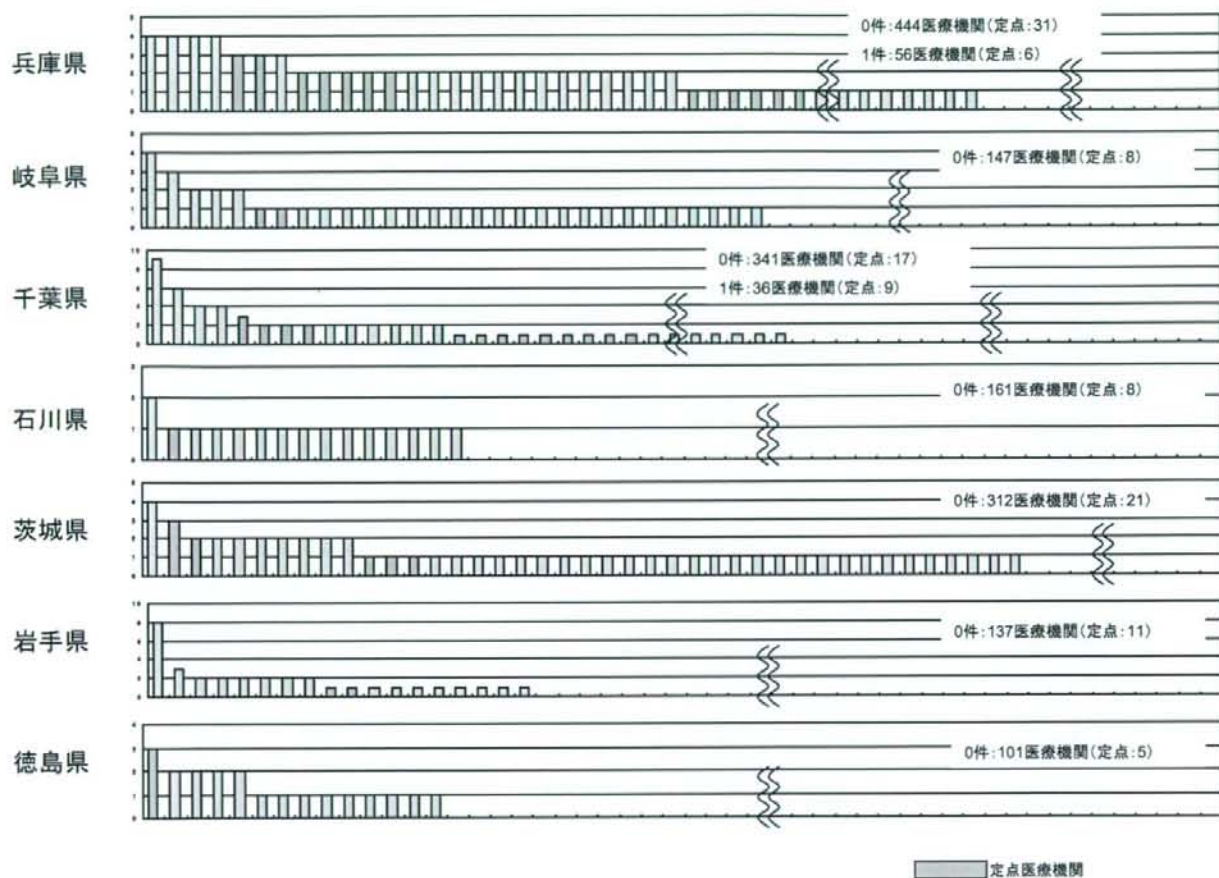 兵庫県
0件:444医療機関(定点:31)
1件:56医療機関(定点:6)
岐阜県
0件:147医療機関(定点:8)
千葉県
0件:341医療機関(定点:17)
1件:36医療機関(定点:9)
石川県
0件:161医療機関(定点:8)
茨城県
0件:312医療機関(定点:21)
岩手県
0件:137医療機関(定点:11)
徳島県
0件:101医療機関(定点:5)
定点医療機関